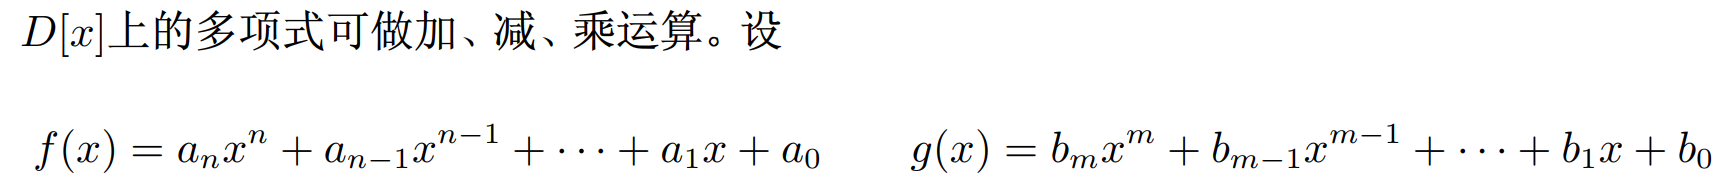 D[x]上的多项式可做加、减、乘运算。设
f(x) = a_n x^n + a_{n−1} x^{n−1} + ⋯ + a_1 x + a_0    g(x) = b_m x^m + b_{m−1} x^{m−1} + ⋯ + b_1 x + b_0